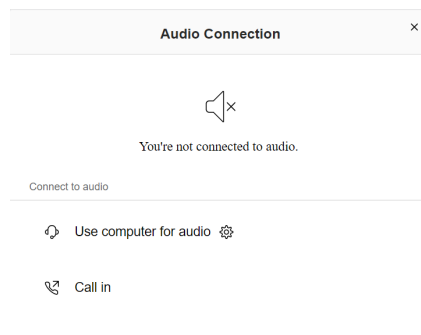 Audio Connection
You're not connected to audio.
Connect to audio
Use computer for audio
Call in